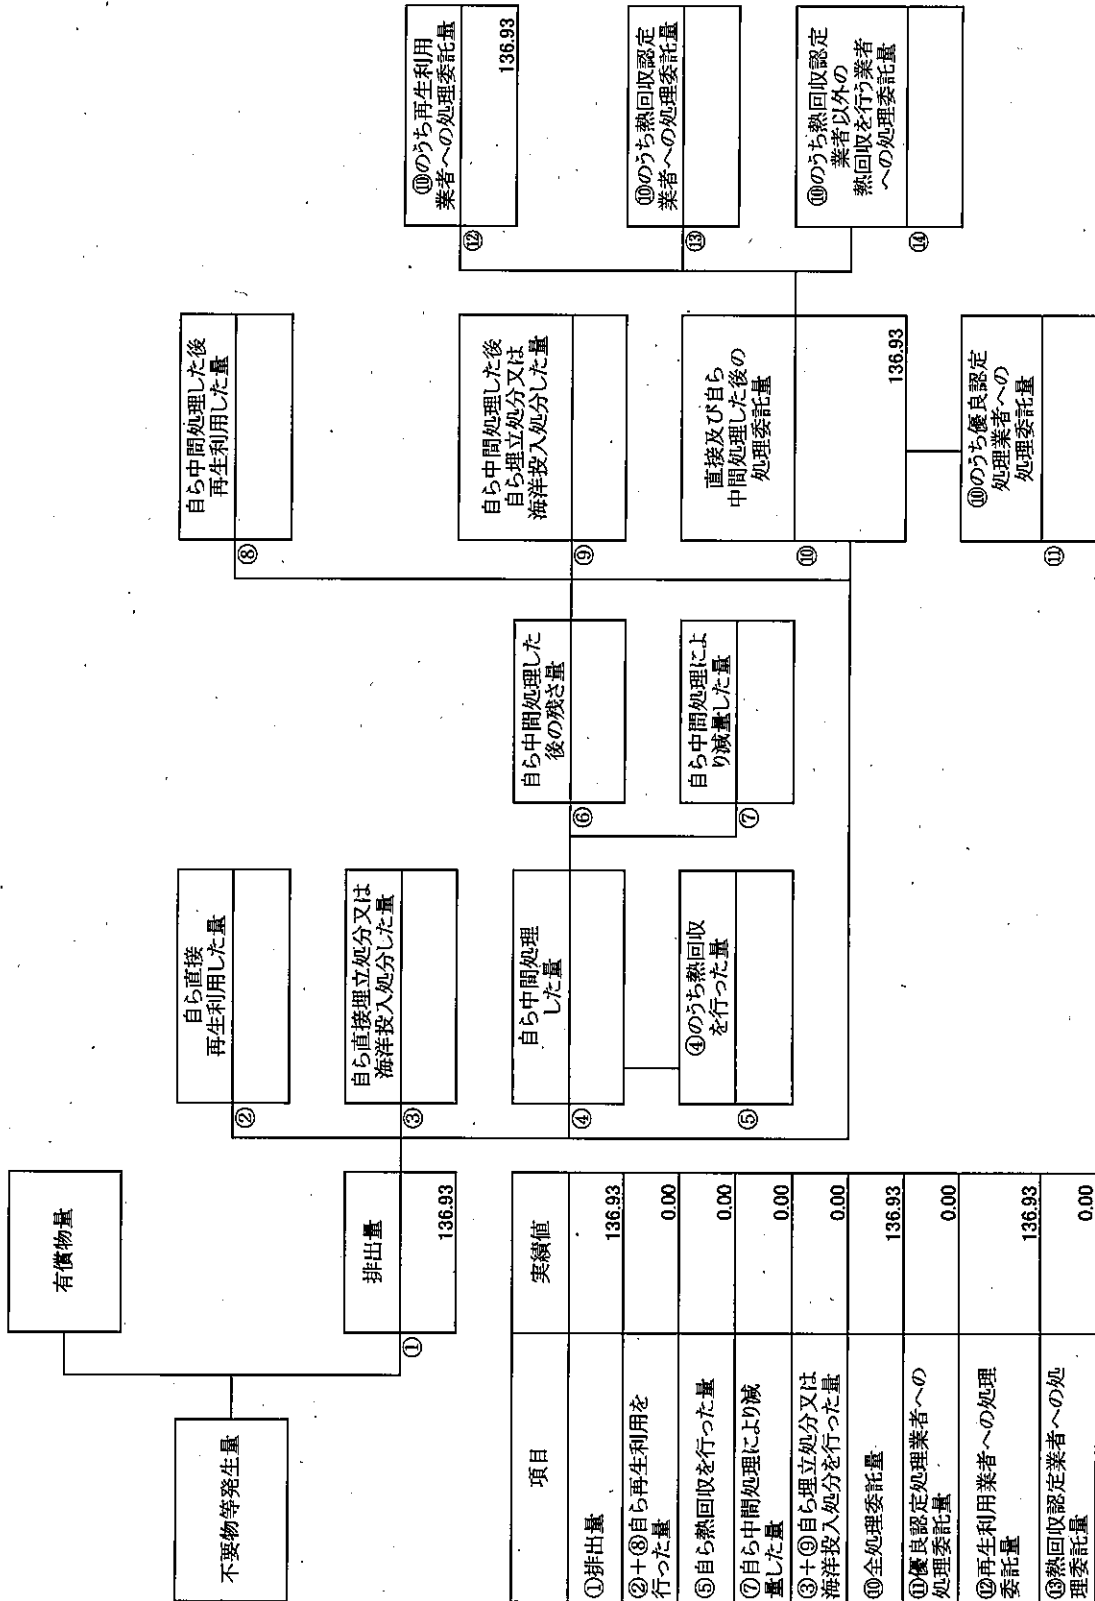 不要物等発生量
有償物量
排出量
①
136.93
自ら直接
再生利用した量
②
自ら直接埋立処分又は
海洋投入処分した量
③
自ら中間処理
した量
④
④のうち熱回収
を行った量
⑤
自ら中間処理した
後の残さ量
⑥
自ら中間処理によ
り減量した量
⑦
自ら中間処理した後
再生利用した量
⑧
自ら中間処理した後
自ら埋立処分又は
海洋投入処分した量
⑨
直接及び自ら
中間処理した後の
処理委託量
⑩
136.93
⑩のうち優良認定
処理業者への
処理委託量
⑪
⑩のうち再生利用
業者への処理委託量
⑫
136.93
⑩のうち熱回収認定
業者への処理委託量
⑬
⑩のうち熱回収認定
業者以外の
熱回収を行う業者
への処理委託量
⑭
項目 実績値
①排出量 136.93
②+⑧自ら再生利用を
行った量 0.00
⑤自ら熱回収を行った量 0.00
⑦自ら中間処理により減
量した量 0.00
③+⑨自ら埋立処分又は
海洋投入処分を行った量 0.00
⑩全処理委託量 136.93
⑪優良認定処理業者への
処理委託量 0.00
⑫再生利用業者への処理
委託量 136.93
⑬熱回収認定業者への処
理委託量 0.00